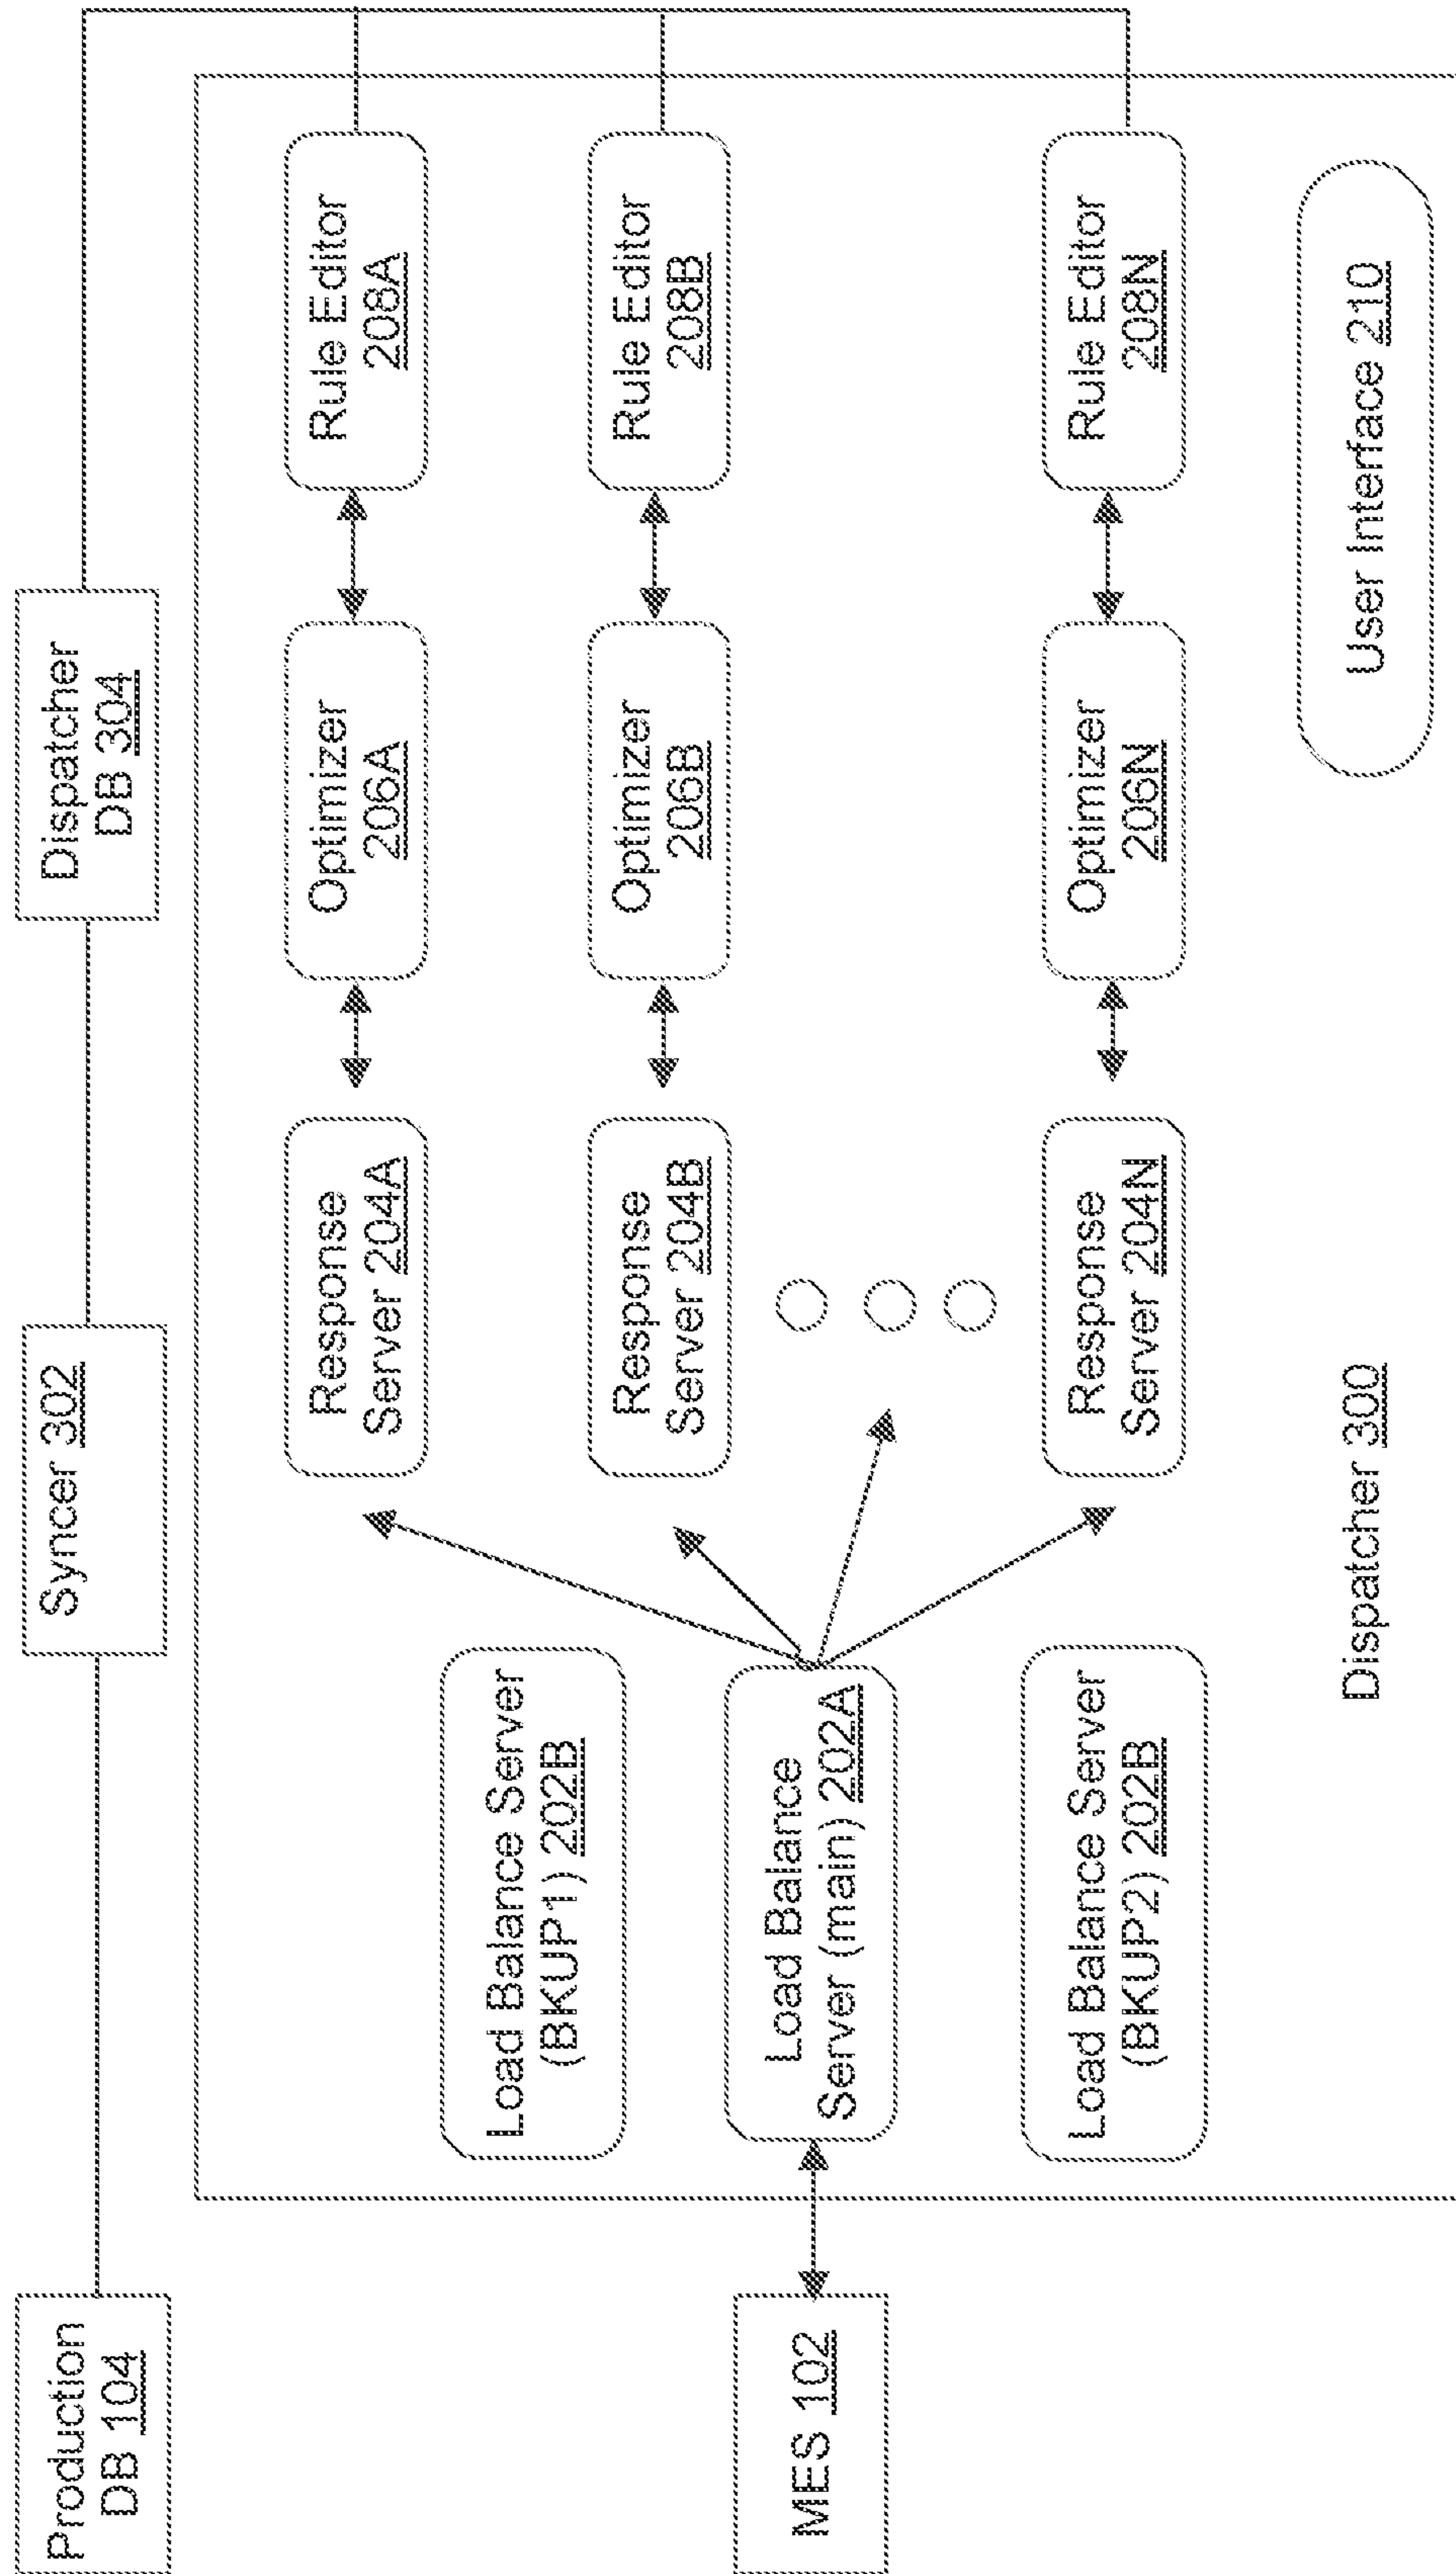 Production
DB 104
Syncer 302
Dispatcher
DB 304
MES 102
Load Balance Server
(BKUP1) 202B
Load Balance
Server (main) 202A
Load Balance Server
(BKUP2) 202B
Response
Server 204A
Optimizer
206A
Rule Editor
208A
Response
Server 204B
Optimizer
206B
Rule Editor
208B
Response
Server 204N
Optimizer
206N
Rule Editor
208N
Dispatcher 300
User Interface 210